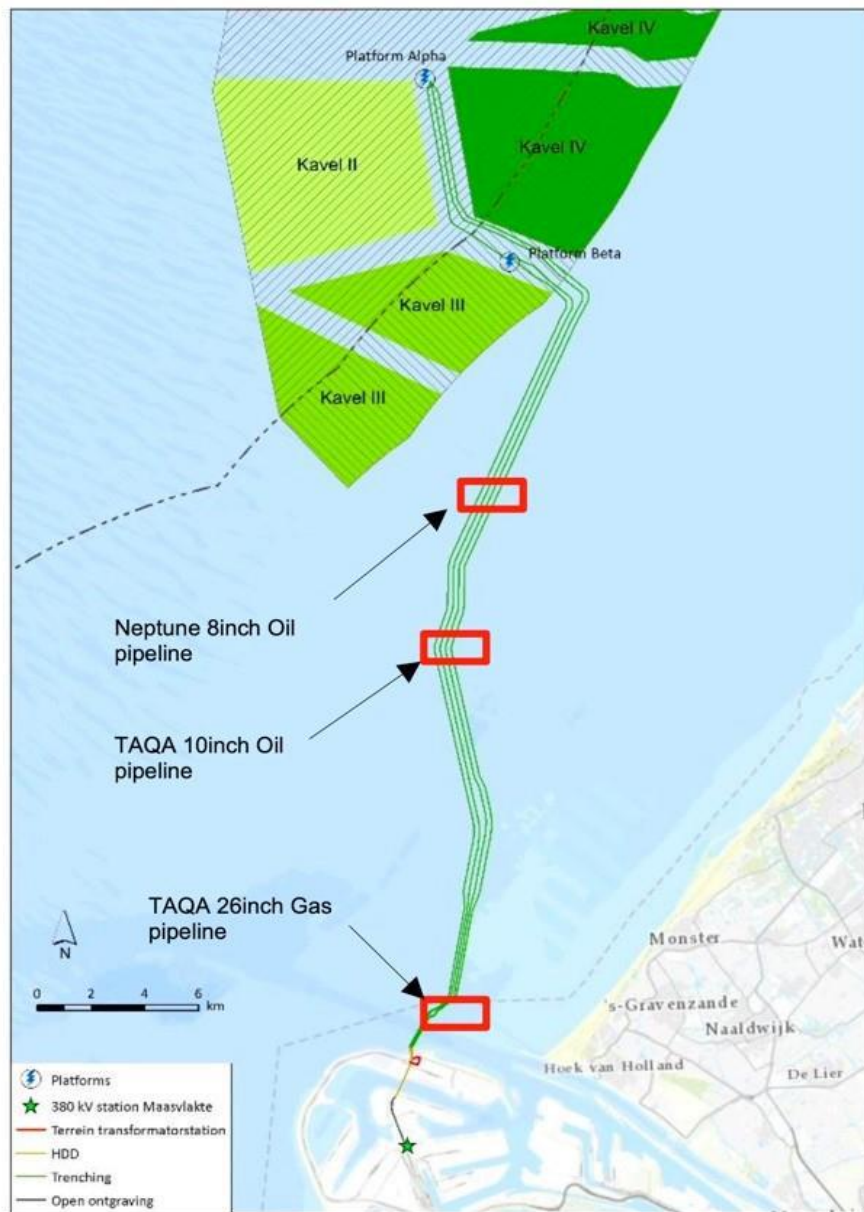 Kavel IV
Platform Alpha
Kavel IV
Kavel II
Platform Beta
Kavel III
Kavel III
Neptune 8inch Oil
pipeline
TAQA 10inch Oil
pipeline
TAQA 26inch Gas
pipeline
N
0 2 4 6
km
Monster
Wat
's-Gravenzande
Naaldwijk
Hoek van Holland
De Lier
Platforms
380 kV station Maasvlakte
Terrein transformatorstation
HDD
Trenching
Open ontgraving